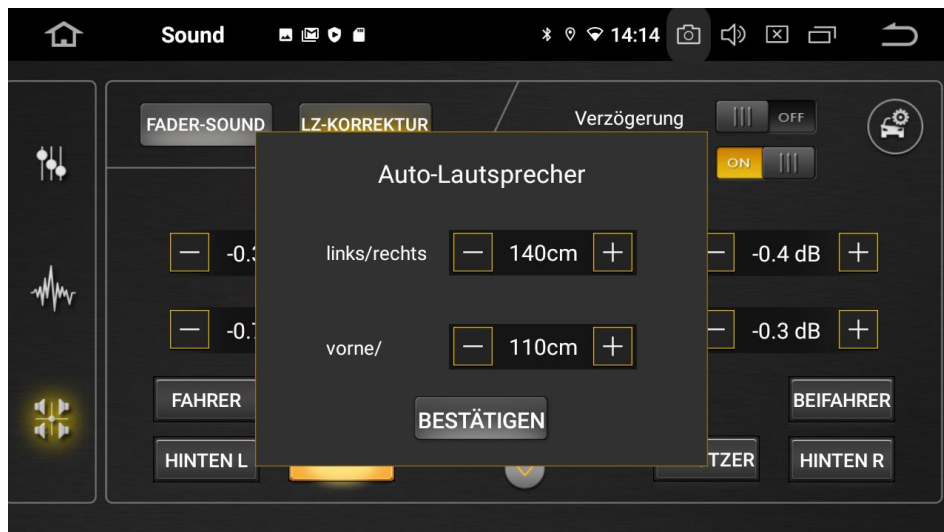 Sound
14:14
FADER-SOUND
LZ-KORREKTUR
Verzögerung
OFF
ON
Auto-Lautsprecher
links/rechts
140cm
-0.4 dB
vorne/
110cm
-0.3 dB
FAHRER
BESTÄTIGEN
BEIFAHRER
HINTEN L
HINTEN R